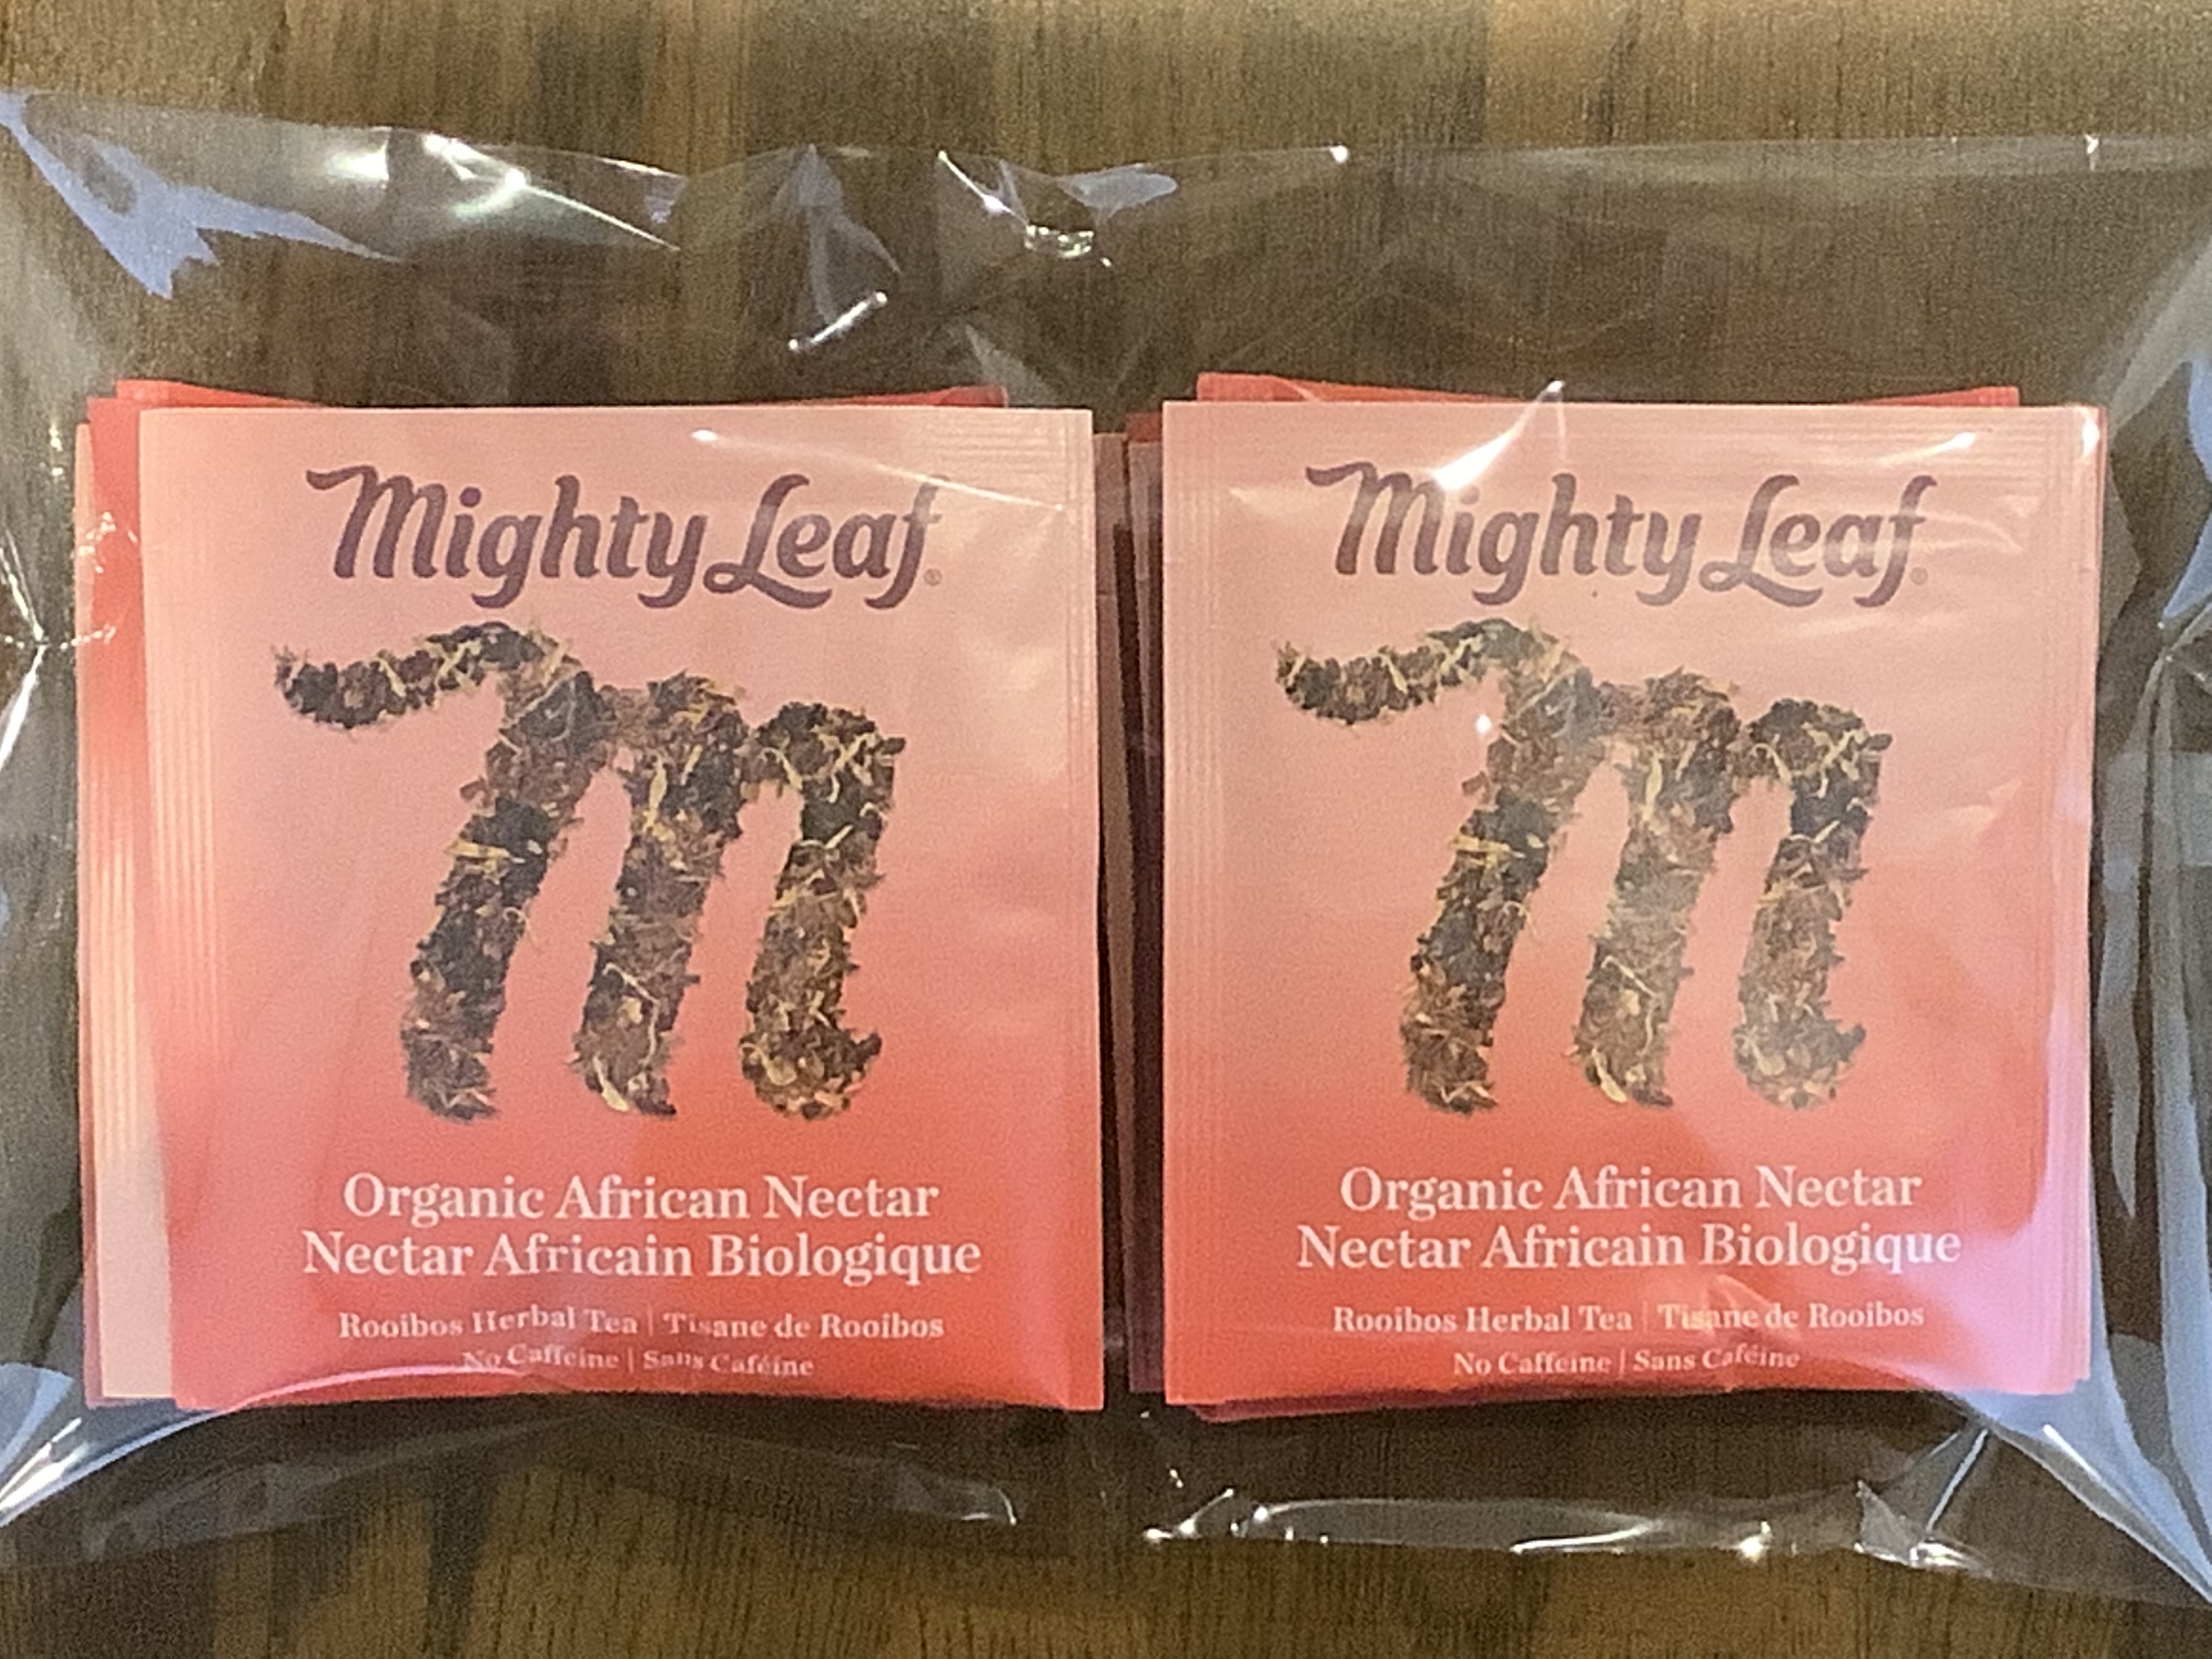 Mighty Leaf®
Organic African Nectar
Nectar Africain Biologique
Rooibos Herbal Tea | Tisane de Rooibos
No Caffeine | Sans Caféine
Mighty Leaf®
Organic African Nectar
Nectar Africain Biologique
Rooibos Herbal Tea | Tisane de Rooibos
No Caffeine | Sans Caféine